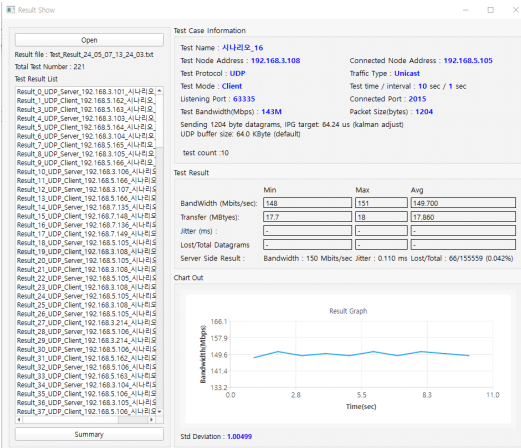 Result Show
Open
Result file : Test_Result_24_05_07_13_24_03.txt
Total Test Number : 221
Test Result List
Result_0_UDP_Server_192.168.3.101_시나리오_
Result_1_UDP_Client_192.168.5.162_시나리오_
Result_3_UDP_Client_192.168.5.163_시나리오_
Result_4_UDP_Server_192.168.3.103_시나리오_
Result_5_UDP_Client_192.168.5.164_시나리오_
Result_6_UDP_Server_192.168.3.104_시나리오_
Result_7_UDP_Client_192.168.5.165_시나리오_
Result_8_UDP_Server_192.168.3.105_시나리오_
Result_9_UDP_Client_192.168.5.166_시나리오_
Result_10_UDP_Server_192.168.3.106_시나리오
Result_11_UDP_Client_192.168.5.166_시나리오
Result_12_UDP_Server_192.168.3.107_시나리오
Result_13_UDP_Client_192.168.5.166_시나리오
Result_14_UDP_Server_192.168.7.135_시나리오
Result_15_UDP_Client_192.168.7.148_시나리오
Result_16_UDP_Server_192.168.7.136_시나리오
Result_17_UDP_Client_192.168.7.149_시나리오
Result_18_UDP_Server_192.168.5.105_시나리오
Result_19_UDP_Client_192.168.3.108_시나리오
Result_20_UDP_Server_192.168.5.105_시나리오
Result_21_UDP_Client_192.168.3.108_시나리오
Result_22_UDP_Server_192.168.5.105_시나리오
Result_23_UDP_Client_192.168.3.108_시나리오
Result_24_UDP_Server_192.168.5.105_시나리오
Result_25_UDP_Client_192.168.3.108_시나리오
Result_26_UDP_Server_192.168.5.105_시나리오
Result_27_UDP_Client_192.168.3.214_시나리오
Result_28_UDP_Server_192.168.5.106_시나리오
Result_29_UDP_Client_192.168.3.214_시나리오
Result_30_UDP_Server_192.168.5.106_시나리오
Result_31_UDP_Client_192.168.5.162_시나리오
Result_32_UDP_Server_192.168.5.106_시나리오
Result_33_UDP_Client_192.168.5.163_시나리오
Result_34_UDP_Server_192.168.3.104_시나리오
Result_35_UDP_Client_192.168.5.106_시나리오
Result_36_UDP_Server_192.168.3.105_시나리오
Result_37_UDP_Client_192.168.5.106_시나리오
Summary
Test Case Information
Test Name : 시나리오_16
Test Node Address : 192.168.3.108 Connected Node Address : 192.168.5.105
Test Protocol : UDP Traffic Type : Unicast
Test Mode : Client Test time / interval : 10 sec / 1 sec
Listening Port : 63335 Connected Port : 2015
Test Bandwidth(Mbps) : 143M Packet Size(bytes) : 1204
Sending 1204 byte datagrams, IPG target: 64.24 us (kalman adjust)
UDP buffer size: 64.0 KByte (default)
test count :10
Test Result
Min Max Avg
BandWidth (Mbits/sec): 148 151 149.700
Transfer (MBtyes): 17.7 18 17.860
Jitter (ms) : - - -
Lost/Total Datagrams - - -
Server Side Result : Bandwidth : 150 Mbits/sec Jitter : 0.110 ms Lost/Total : 66/155559 (0.042%)
Chart Out
Result Graph
Bandwidth(Mbps)
166.1
157.9
149.6
141.4
133.2
0.0 2.8 5.5 8.3 11.0
Time(sec)
Std Deviation : 1.00499